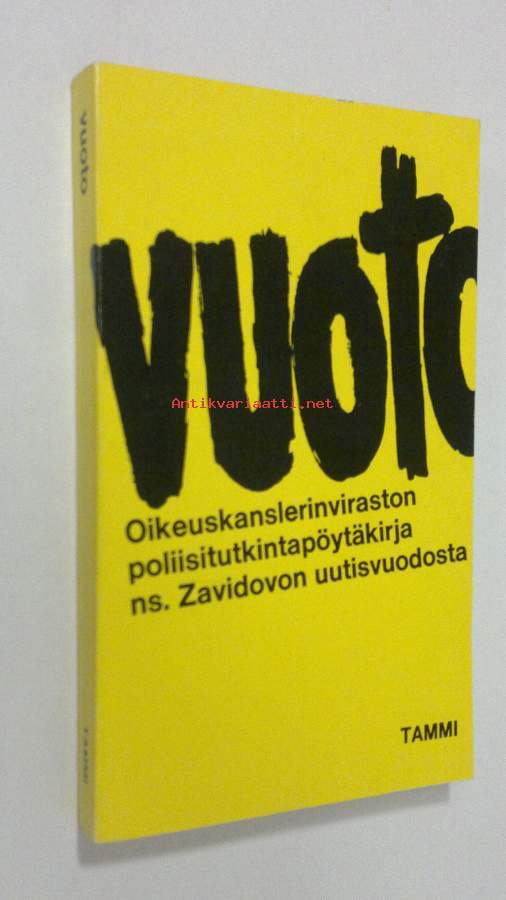 vuoto
vuoto
Antikvariaatti.net
Oikeuskanslerinviraston
poliisitutkintapöytäkirja
ns. Zavidovon uutisvuodosta
TAMMI
TAMMI